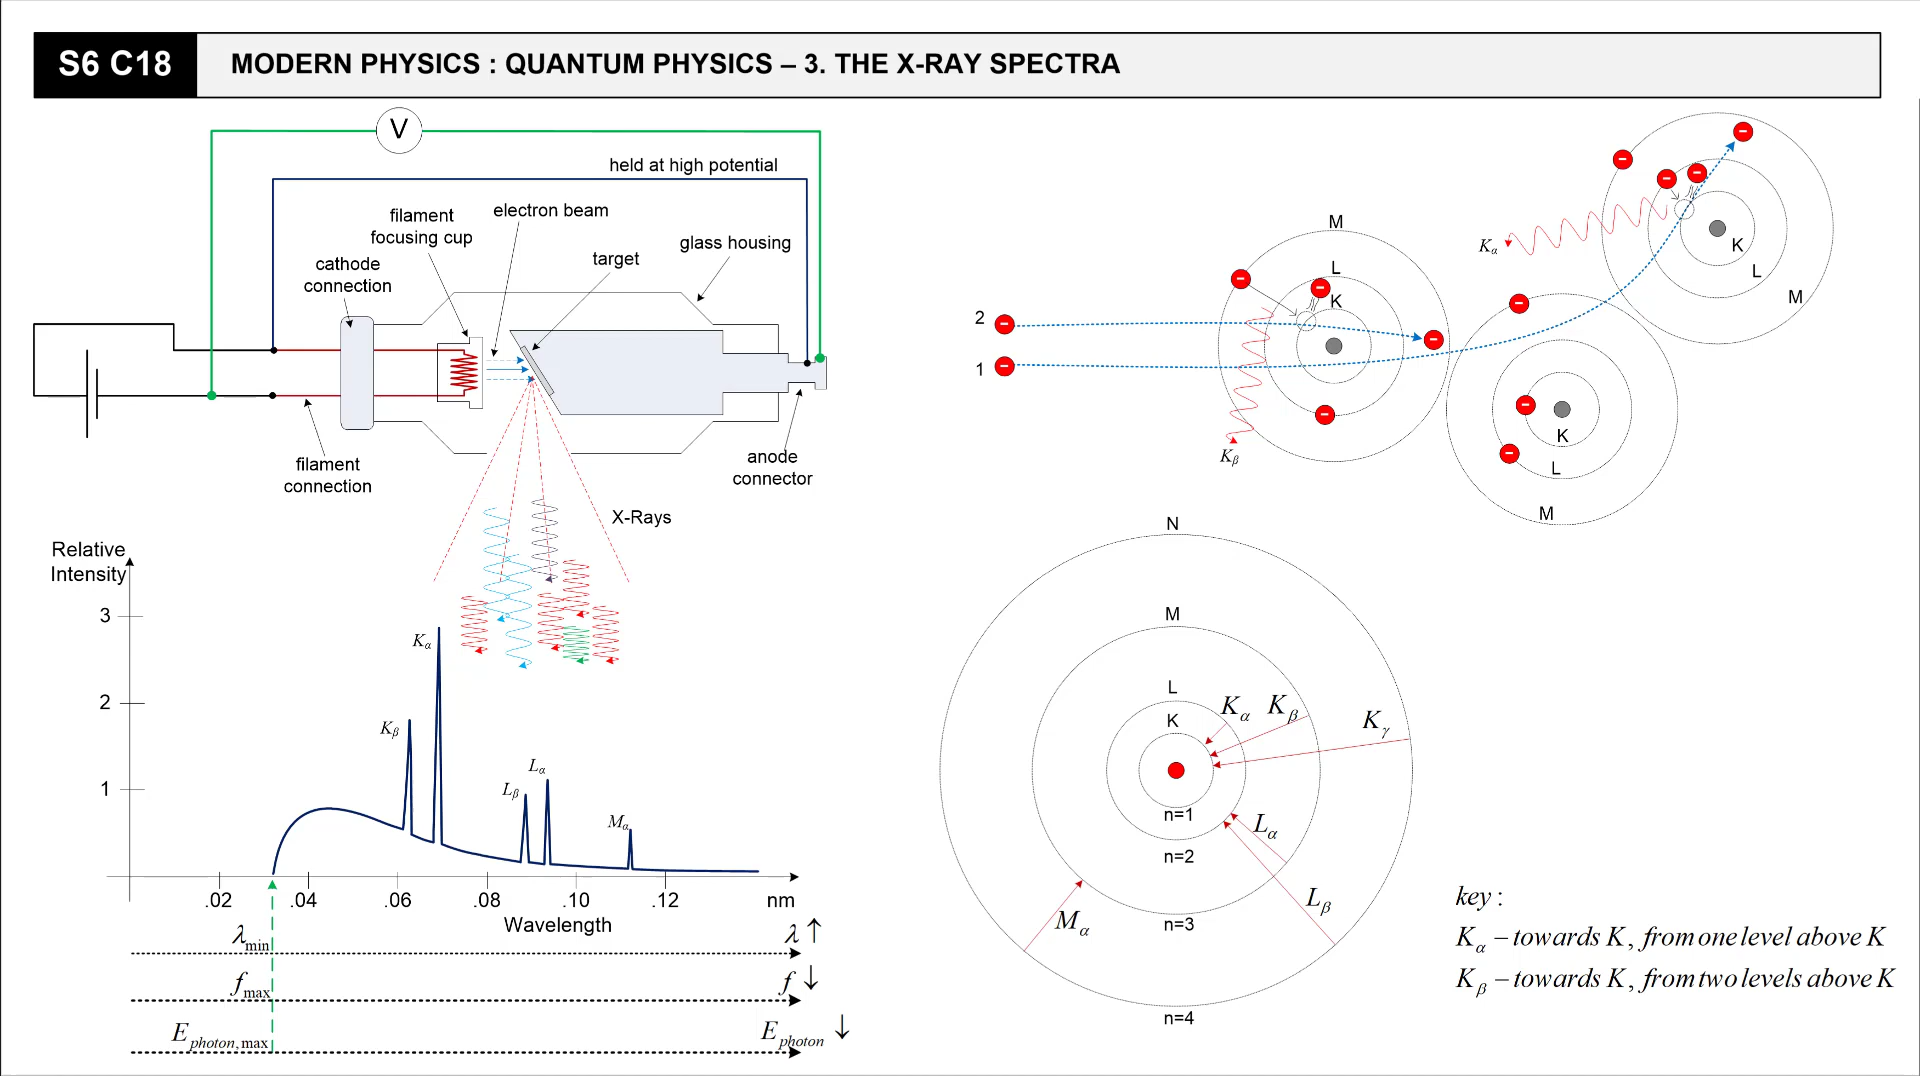 S6 C18
MODERN PHYSICS : QUANTUM PHYSICS – 3. THE X-RAY SPECTRA
V
held at high potential
filament
focusing cup
electron beam
glass housing
target
cathode
connection
filament
connection
anode
connector
X-Rays
Relative
Intensity
3
2
1
Kα
Kβ
Lα
Lβ
Mα
.02
.04
.06
.08
.10
.12
nm
Wavelength
λmin
λ ↑
fmax
f ↓
Ephoton,max
Ephoton ↓
2
1
M
L
K
Kβ
Kα
K
L
M
K
L
M
N
M
L
K
Kα
Kβ
Kγ
n=1
Lα
n=2
Lβ
Mα
n=3
n=4
key :
Kα – towards K, from one level above K
Kβ – towards K, from two levels above K